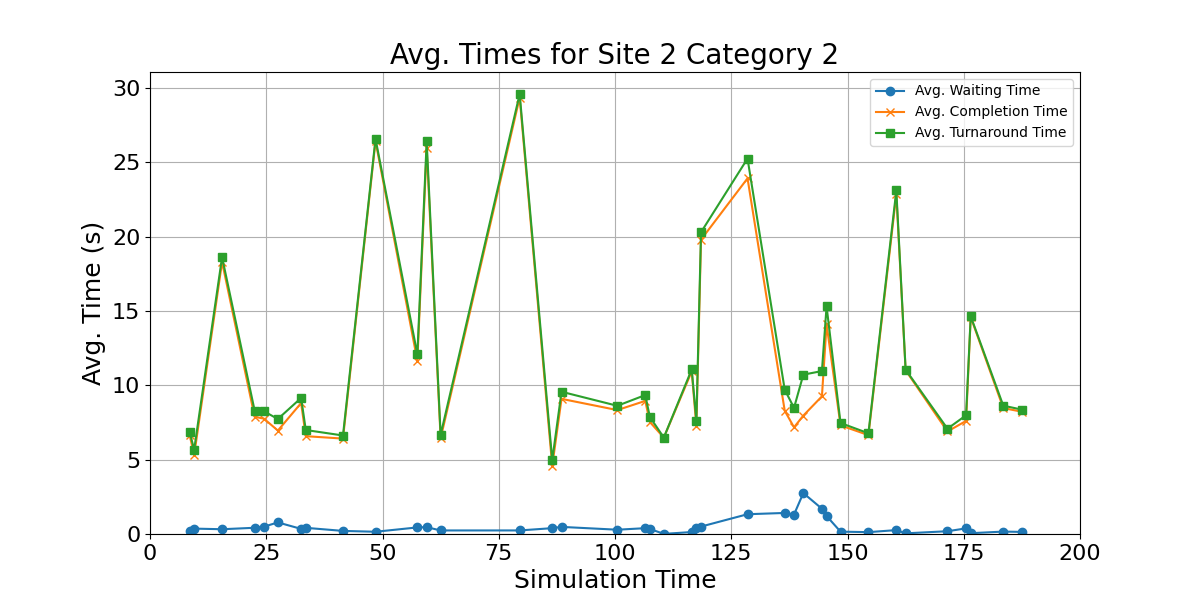 Avg. Times for Site 2 Category 2
Avg. Waiting Time
Avg. Completion Time
Avg. Turnaround Time
Avg. Time (s)
30
25
20
15
10
5
0
0 25 50 75 100 125 150 175 200
Simulation Time